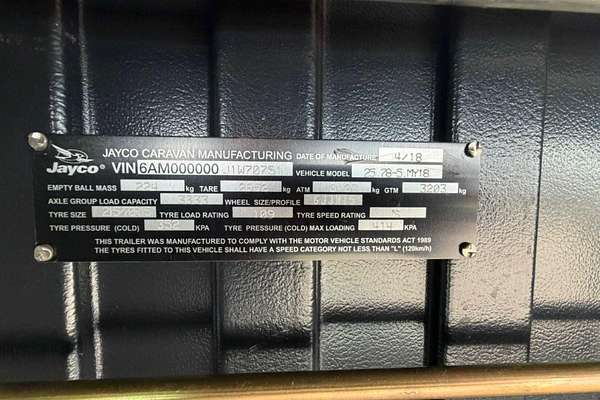 JAYCO CARAVAN MANUFACTURING DATE OF MANUFACTURE 4/18
Jayco® VIN 6AM000000 VEHICLE MODEL 25.78-5 MY18
EMPTY BALL MASS kg TARE kg ATM kg GTM 3203 kg
AXLE GROUP LOAD CAPACITY 3333 WHEEL SIZE/PROFILE
TYRE SIZE TYRE LOAD RATING 109 TYRE SPEED RATING
TYRE PRESSURE (COLD) KPA TYRE PRESSURE (COLD) MAX LOADING 414 KPA
THIS TRAILER WAS MANUFACTURED TO COMPLY WITH THE MOTOR VEHICLE STANDARDS ACT 1989
THE TYRES FITTED TO THIS VEHICLE SHALL HAVE A SPEED CATEGORY NOT LESS THAN "L" (120km/h)